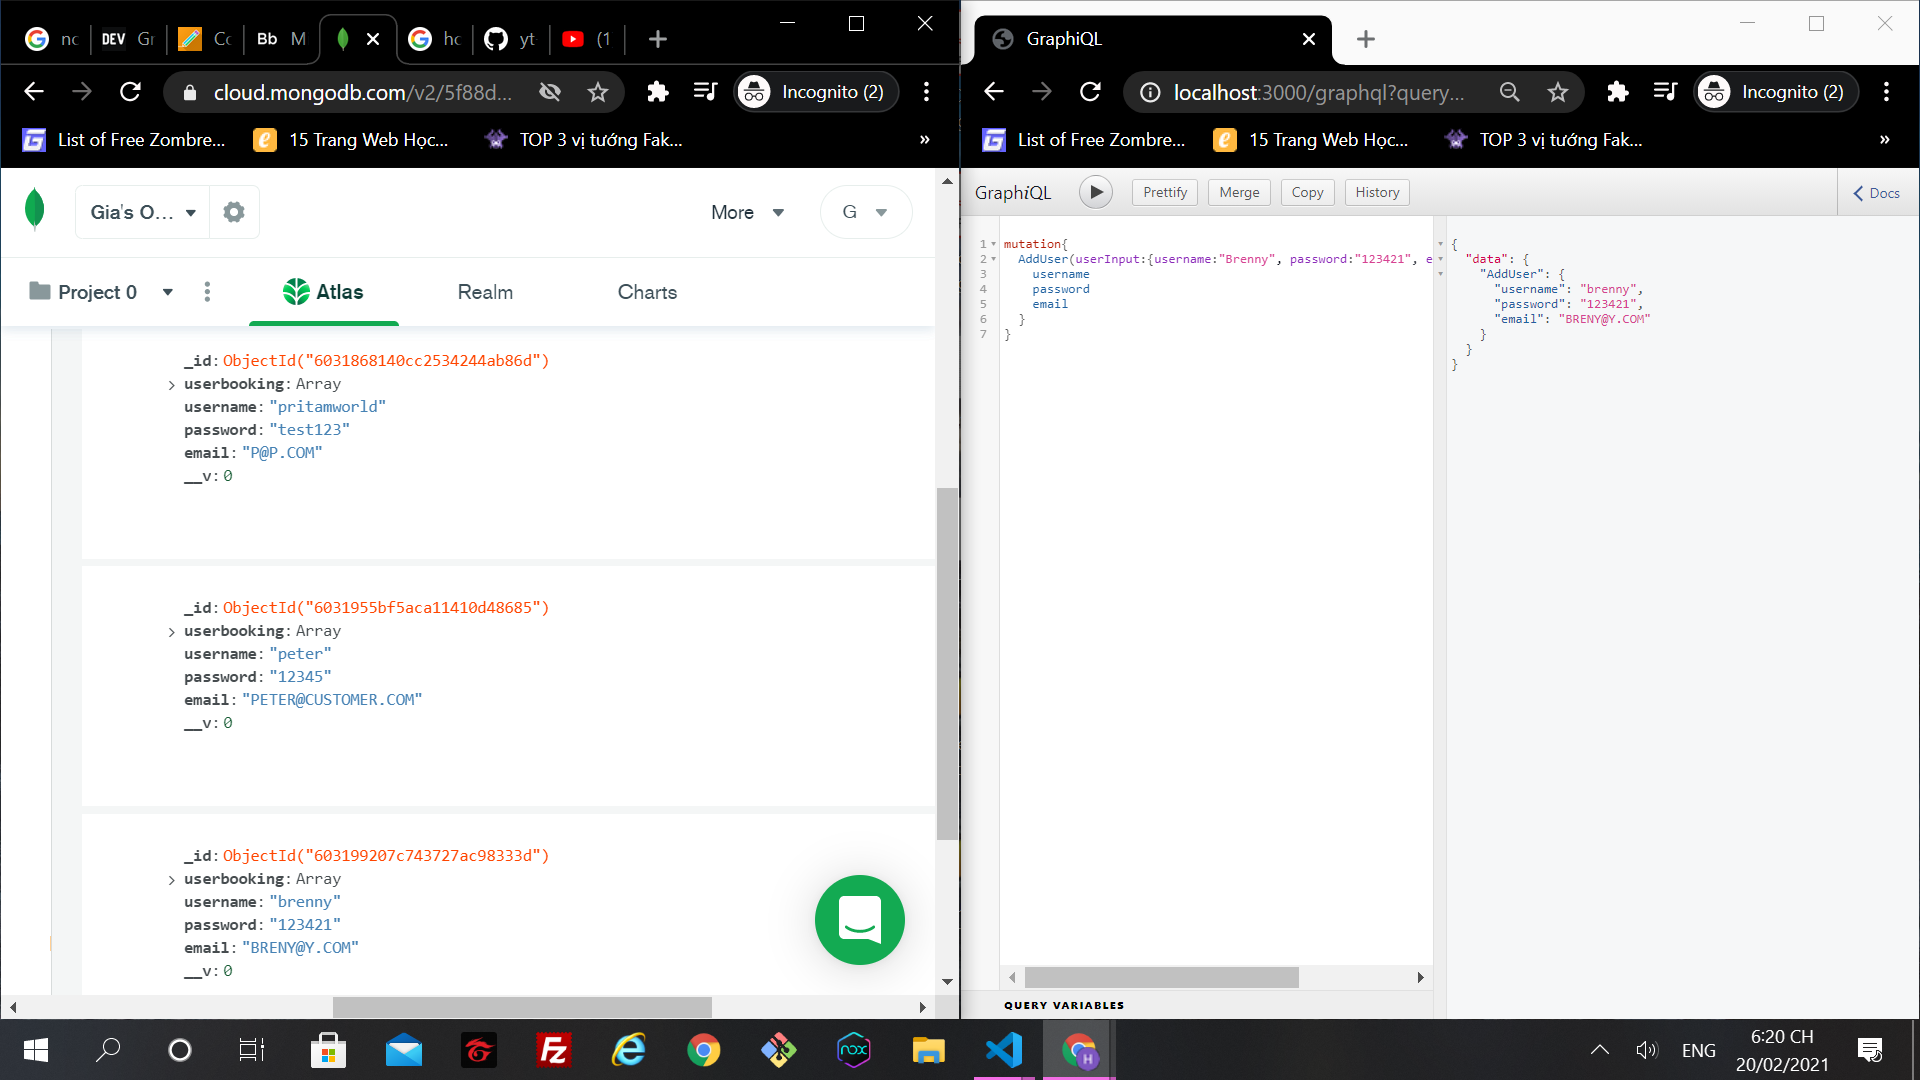 nc
DEV Gr
Cc
Bb M
hc
yt
(1
cloud.mongodb.com/v2/5f88d...
Incognito (2)
List of Free Zombre...
15 Trang Web Học...
TOP 3 vị tướng Fak...
»
Gia's O...
More
G
Project 0
Atlas
Realm
Charts
_id: ObjectId("6031868140cc2534244ab86d")
userbooking: Array
username: "pritamworld"
password: "test123"
email: "P@P.COM"
__v: 0
_id: ObjectId("6031955bf5aca11410d48685")
userbooking: Array
username: "peter"
password: "12345"
email: "PETER@CUSTOMER.COM"
__v: 0
_id: ObjectId("603199207c743727ac98333d")
userbooking: Array
username: "brenny"
password: "123421"
email: "BRENY@Y.COM"
__v: 0
GraphiQL
localhost:3000/graphql?query...
Incognito (2)
List of Free Zombre...
15 Trang Web Học...
TOP 3 vị tướng Fak...
»
GraphiQL
Prettify
Merge
Copy
History
Docs
1 mutation{
2 AddUser(userInput:{username:"Brenny", password:"123421", e
3 username
4 password
5 email
6 }
7 }
{
"data": {
"AddUser": {
"username": "brenny",
"password": "123421",
"email": "BRENY@Y.COM"
}
}
}
QUERY VARIABLES
ENG
6:20 CH
20/02/2021